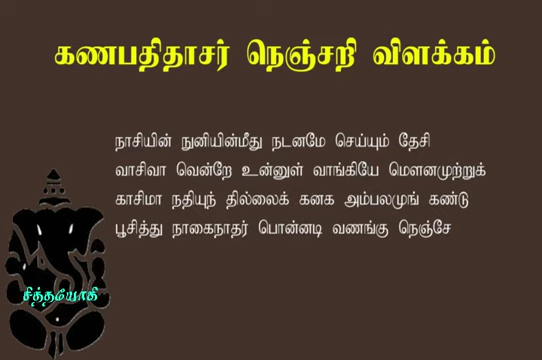 கணபதிதாசர் நெஞ்சறி விளக்கம்
நாசியின் நுனியின்மீது நடனமே செய்யும் தேசி
வாசிவா வென்றே உன்னுள் வாங்கியே மௌனமுற்றுக்
காசிமா நதியுந் தில்லைக் கனக அம்பலமுங் கண்டு
பூசித்து நாகைநாதர் பொன்னடி வணங்கு நெஞ்சே
சித்தயோகி